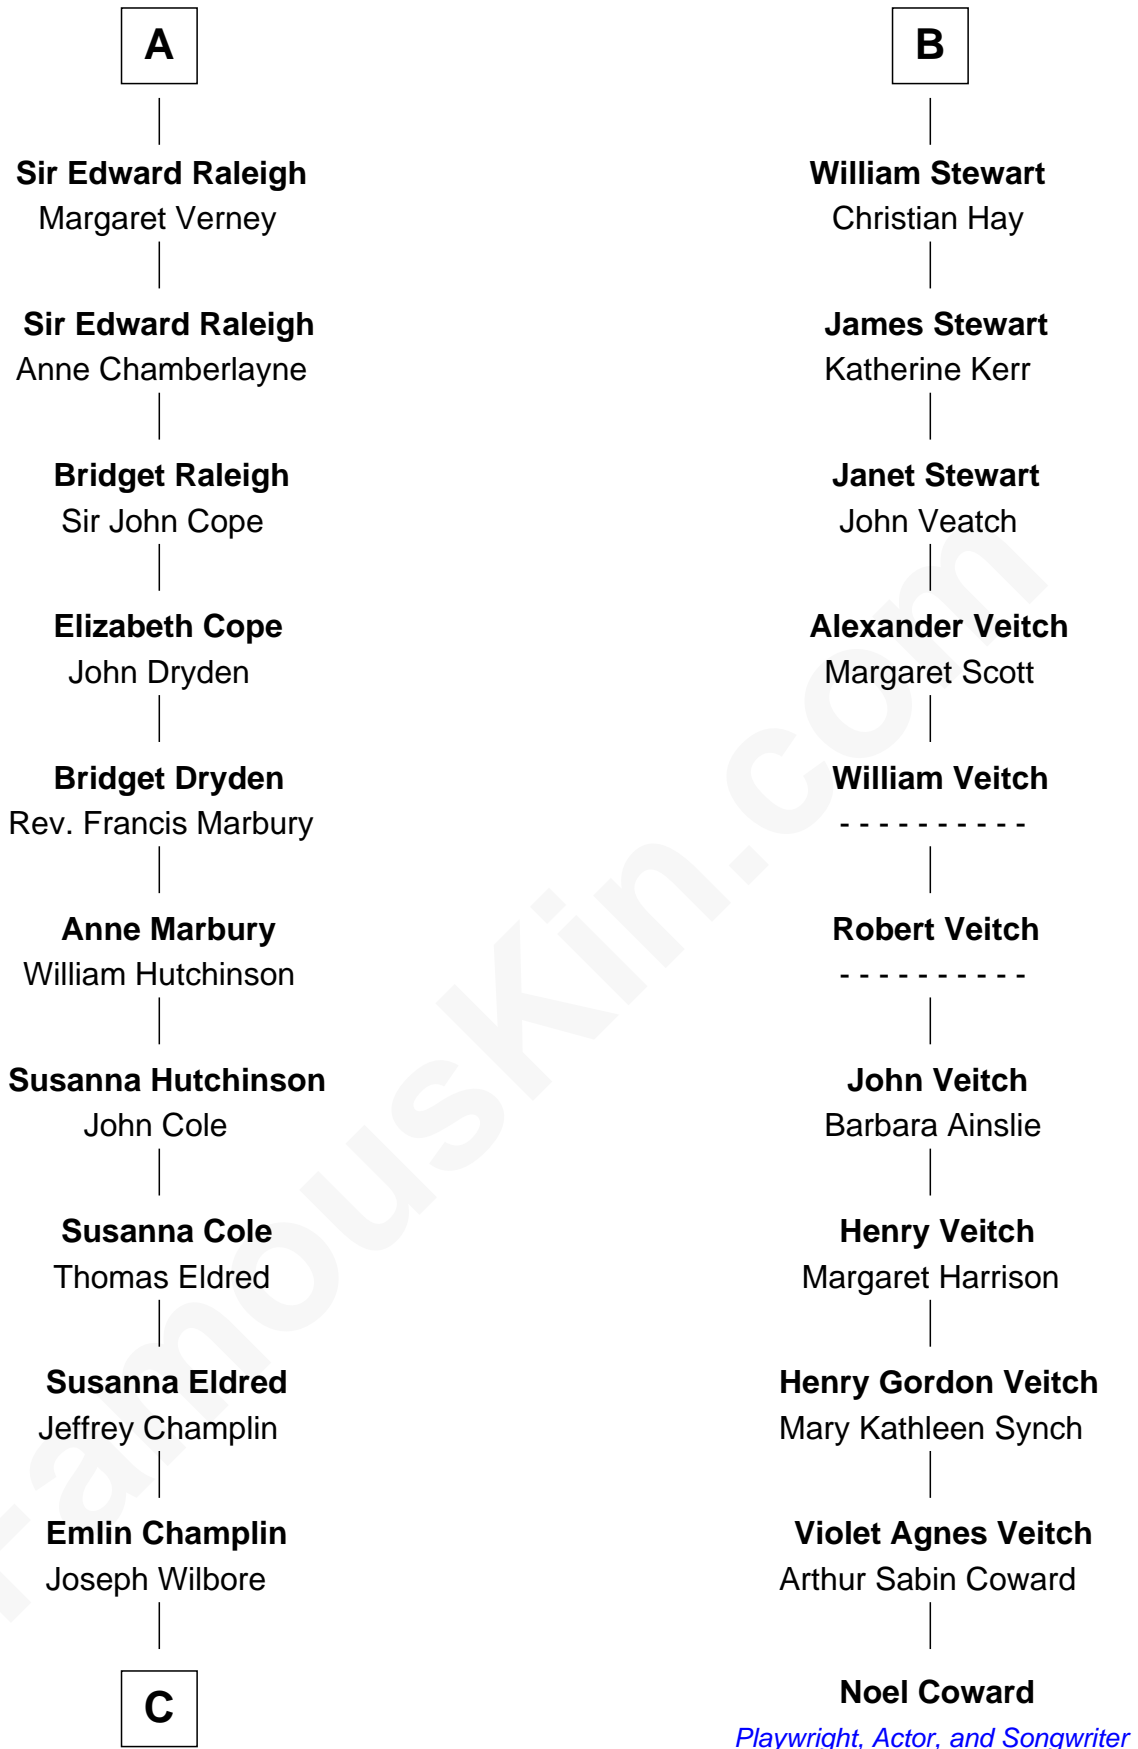 A
Sir Edward Raleigh
Margaret Verney
Sir Edward Raleigh
Anne Chamberlayne
Bridget Raleigh
Sir John Cope
Elizabeth Cope
John Dryden
Bridget Dryden
Rev. Francis Marbury
Anne Marbury
William Hutchinson
Susanna Hutchinson
John Cole
Susanna Cole
Thomas Eldred
Susanna Eldred
Jeffrey Champlin
Emlin Champlin
Joseph Wilbore
C
B
William Stewart
Christian Hay
James Stewart
Katherine Kerr
Janet Stewart
John Veatch
Alexander Veitch
Margaret Scott
William Veitch
- - - - - - - - - -
Robert Veitch
- - - - - - - - - -
John Veitch
Barbara Ainslie
Henry Veitch
Margaret Harrison
Henry Gordon Veitch
Mary Kathleen Synch
Violet Agnes Veitch
Arthur Sabin Coward
Noel Coward
Playwright, Actor, and Songwriter
FamousKin.com